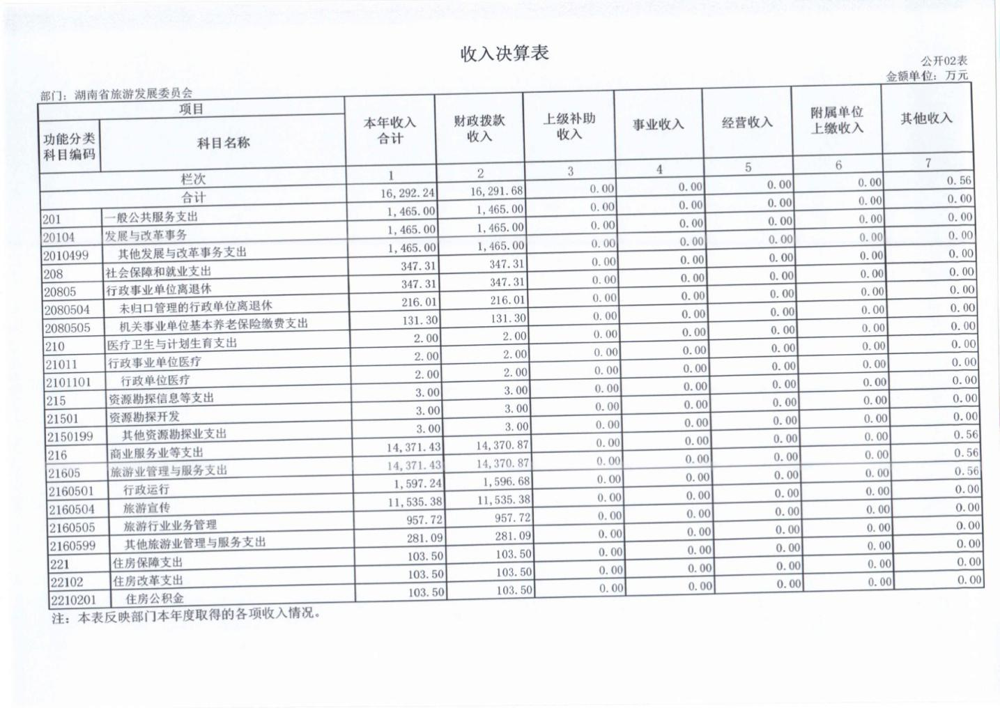 收入决算表
公开02表
部门：湖南省旅游发展委员会 金额单位：万元
项目 本年收入合计 财政拨款收入 上级补助收入 事业收入 经营收入 附属单位上缴收入 其他收入
功能分类科目编码 科目名称
栏次 1 2 3 4 5 6 7
合计 16,292.24 16,291.68 0.00 0.00 0.00 0.00 0.56
201 一般公共服务支出 1,465.00 1,465.00 0.00 0.00 0.00 0.00 0.00
20104 发展与改革事务 1,465.00 1,465.00 0.00 0.00 0.00 0.00 0.00
2010499 其他发展与改革事务支出 1,465.00 1,465.00 0.00 0.00 0.00 0.00 0.00
208 社会保障和就业支出 347.31 347.31 0.00 0.00 0.00 0.00 0.00
20805 行政事业单位离退休 347.31 347.31 0.00 0.00 0.00 0.00 0.00
2080504 未归口管理的行政单位离退休 216.01 216.01 0.00 0.00 0.00 0.00 0.00
2080505 机关事业单位基本养老保险缴费支出 131.30 131.30 0.00 0.00 0.00 0.00 0.00
210 医疗卫生与计划生育支出 2.00 2.00 0.00 0.00 0.00 0.00 0.00
21011 行政事业单位医疗 2.00 2.00 0.00 0.00 0.00 0.00 0.00
2101101 行政单位医疗 2.00 2.00 0.00 0.00 0.00 0.00 0.00
215 资源勘探信息等支出 3.00 3.00 0.00 0.00 0.00 0.00 0.00
21501 资源勘探开发 3.00 3.00 0.00 0.00 0.00 0.00 0.00
2150199 其他资源勘探业支出 3.00 3.00 0.00 0.00 0.00 0.00 0.00
216 商业服务业等支出 14,371.43 14,370.87 0.00 0.00 0.00 0.00 0.56
21605 旅游业管理与服务支出 14,371.43 14,370.87 0.00 0.00 0.00 0.00 0.56
2160501 行政运行 1,597.24 1,596.68 0.00 0.00 0.00 0.00 0.56
2160504 旅游宣传 11,535.38 11,535.38 0.00 0.00 0.00 0.00 0.00
2160505 旅游行业业务管理 957.72 957.72 0.00 0.00 0.00 0.00 0.00
2160599 其他旅游业管理与服务支出 281.09 281.09 0.00 0.00 0.00 0.00 0.00
221 住房保障支出 103.50 103.50 0.00 0.00 0.00 0.00 0.00
22102 住房改革支出 103.50 103.50 0.00 0.00 0.00 0.00 0.00
2210201 住房公积金 103.50 103.50 0.00 0.00 0.00 0.00 0.00
注：本表反映部门本年度取得的各项收入情况。